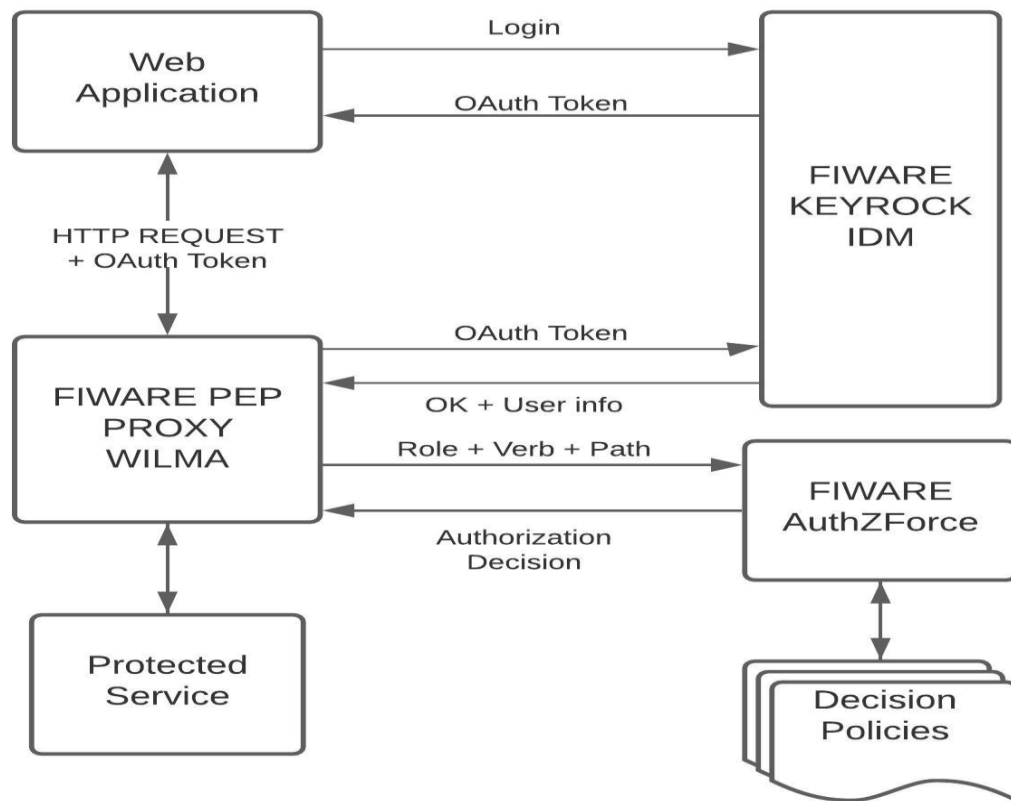 Login
Web
Application
OAuth Token
FIWARE
KEYROCK
IDM
HTTP REQUEST
+ OAuth Token
OAuth Token
FIWARE PEP
PROXY
WILMA
OK + User info
Role + Verb + Path
FIWARE
AuthZForce
Authorization
Decision
Protected
Service
Decision
Policies